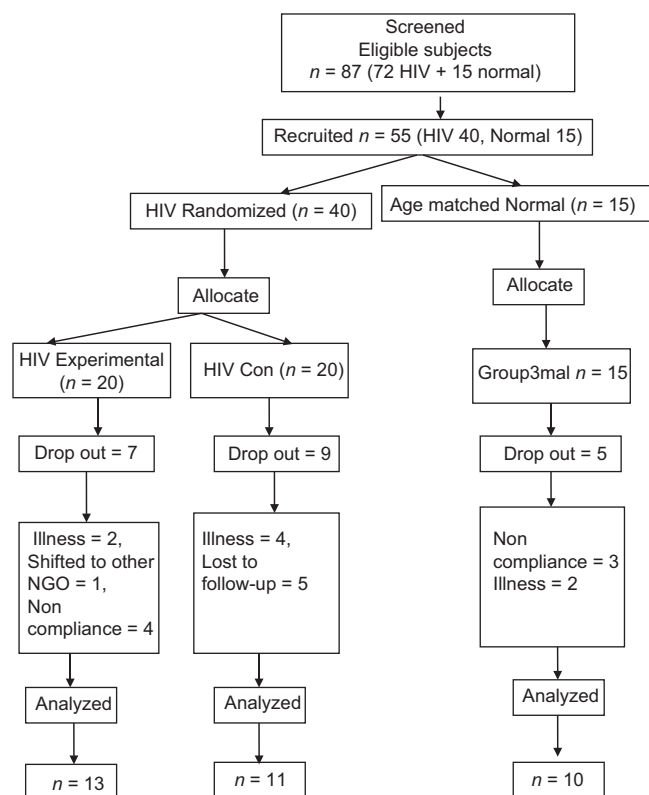 Screened
Eligible subjects
n = 87 (72 HIV + 15 normal)
Recruited n = 55 (HIV 40, Normal 15)
HIV Randomized (n = 40)
Age matched Normal (n = 15)
Allocate
Allocate
HIV Experimental
(n = 20)
HIV Con (n = 20)
Group3mal n = 15
Drop out = 7
Drop out = 9
Drop out = 5
Illness = 2,
Shifted to other
NGO = 1,
Non
compliance = 4
Illness = 4,
Lost to
follow-up = 5
Non
compliance = 3
Illness = 2
Analyzed
Analyzed
Analyzed
n = 13
n = 11
n = 10